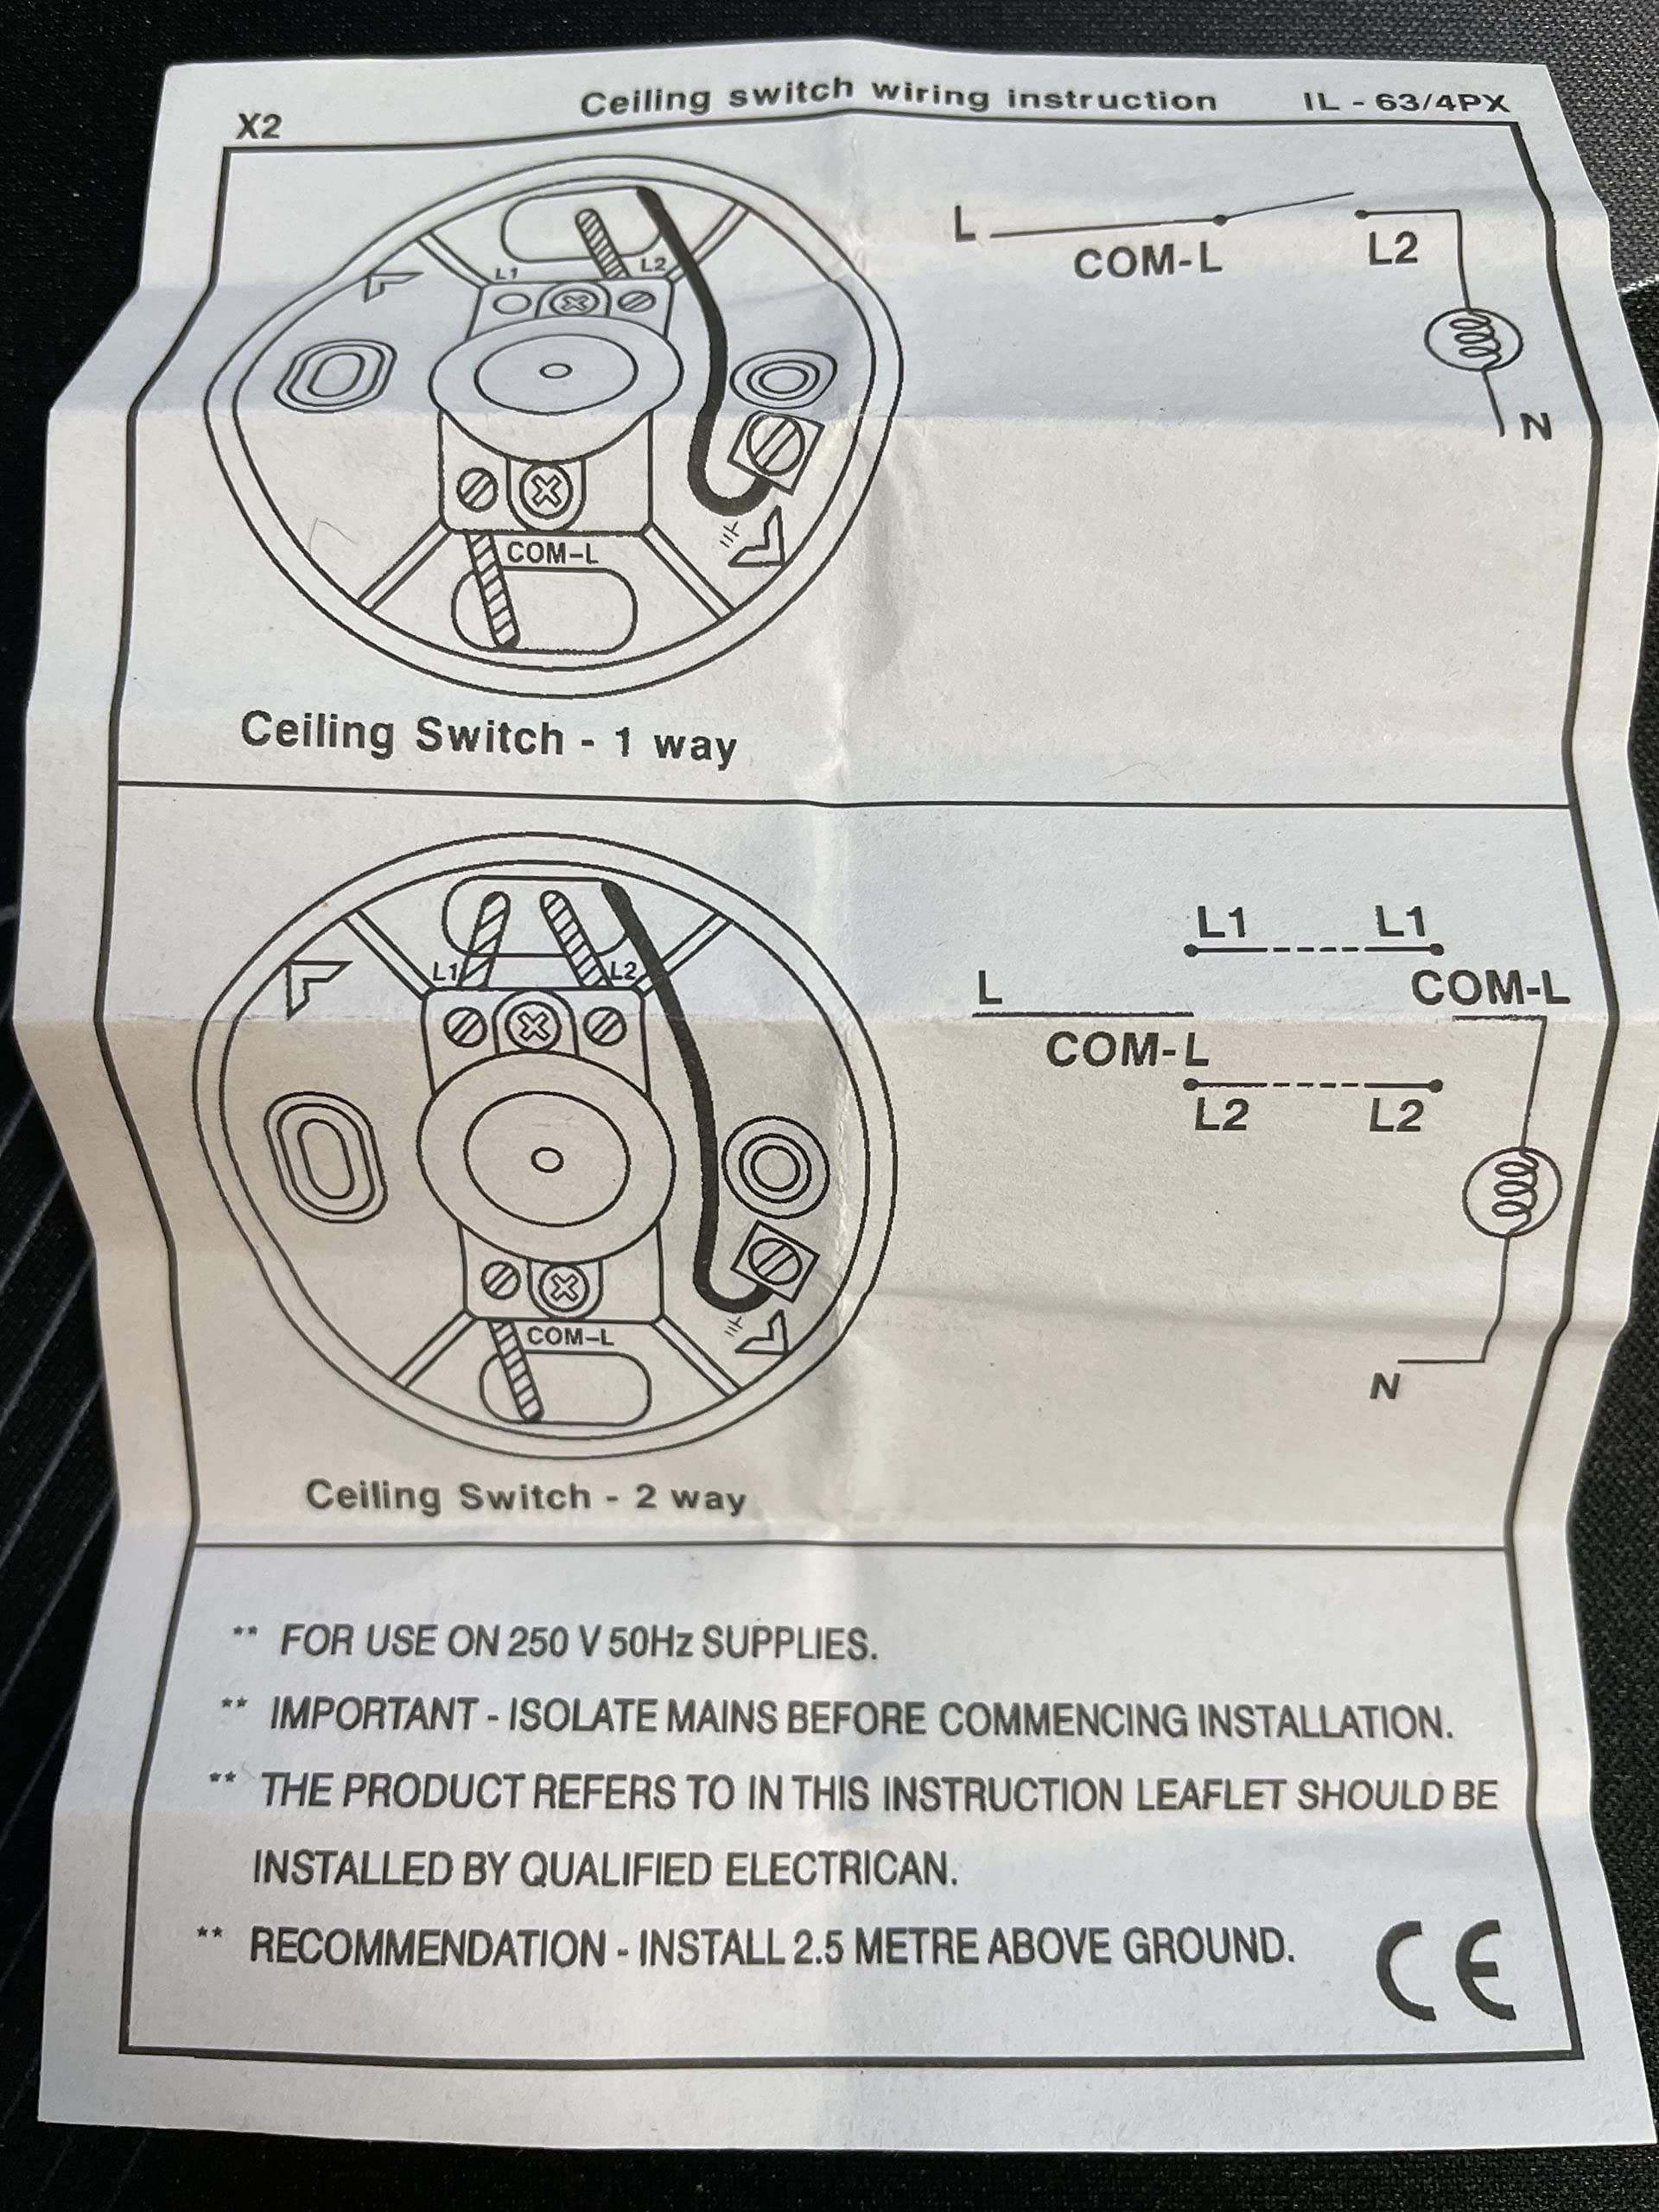 X2 Ceiling switch wiring instruction IL - 63/4PX
L1 L2
COM-L
L
COM-L
L2
N
Ceiling Switch - 1 way
L1 L2
COM-L
L1 L1
L COM-L
COM-L
L2 L2
N
Ceiling Switch - 2 way
** FOR USE ON 250 V 50Hz SUPPLIES.
** IMPORTANT - ISOLATE MAINS BEFORE COMMENCING INSTALLATION.
** THE PRODUCT REFERS TO IN THIS INSTRUCTION LEAFLET SHOULD BE
INSTALLED BY QUALIFIED ELECTRICAN.
** RECOMMENDATION - INSTALL 2.5 METRE ABOVE GROUND.
CE